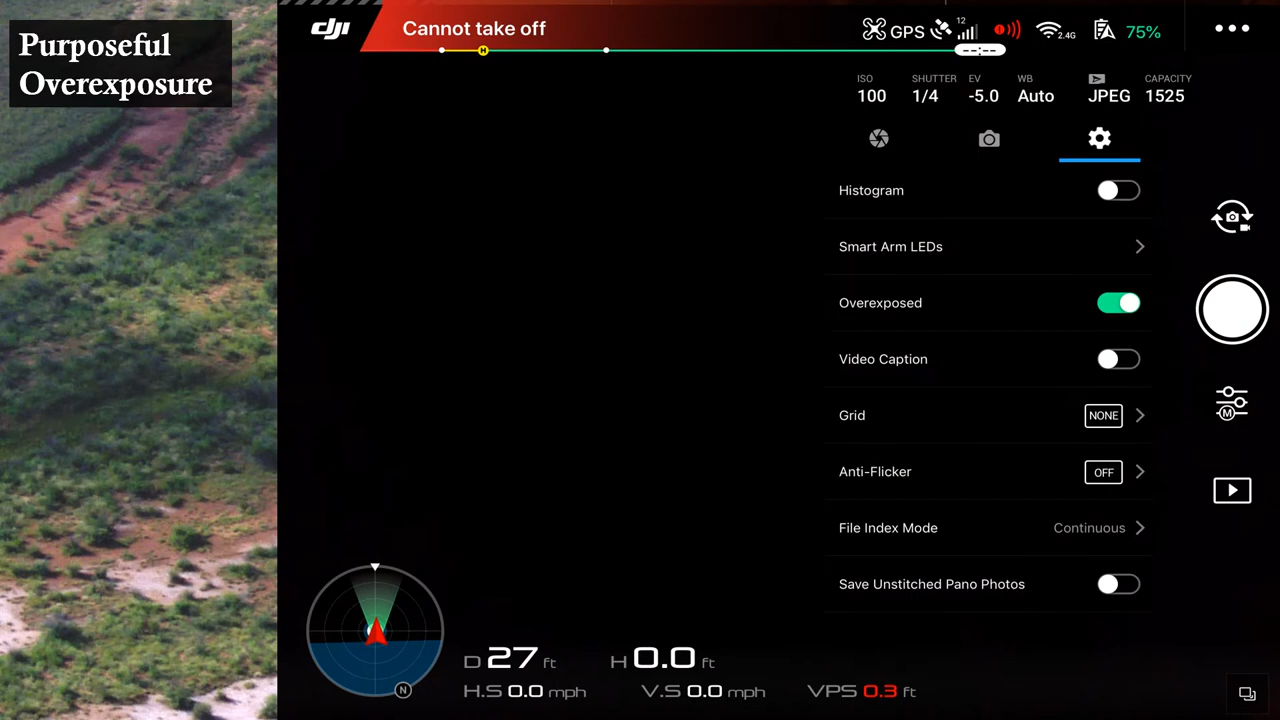 Purposeful
Overexposure
dji
Cannot take off
GPS
12
2.4G
75%
H
--:--
ISO
100
SHUTTER
1/4
EV
-5.0
WB
Auto
JPEG
CAPACITY
1525
Histogram
Smart Arm LEDs
Overexposed
Video Caption
Grid
NONE
Anti-Flicker
OFF
File Index Mode
Continuous
Save Unstitched Pano Photos
M
N
D 27 ft
H 0.0 ft
H.S 0.0 mph
V.S 0.0 mph
VPS 0.3 ft